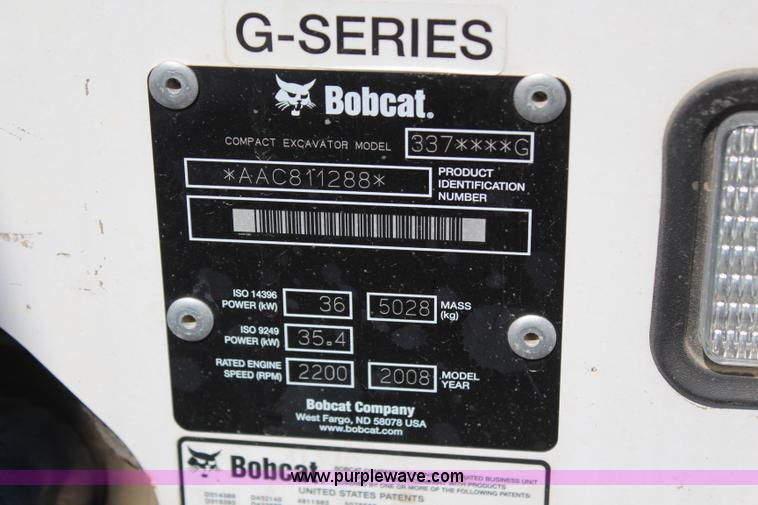 G-SERIES
Bobcat.
COMPACT EXCAVATOR MODEL 337****G
*AAC811288* PRODUCT IDENTIFICATION NUMBER
ISO 14396 POWER (kW) 36 5028 MASS (kg)
ISO 9249 POWER (kW) 35.4
RATED ENGINE SPEED (RPM) 2200 2008 MODEL YEAR
Bobcat Company
West Fargo, ND 58078 USA
www.bobcat.com
Bobcat
www.purplewave.com
UNITED STATES PATENTS